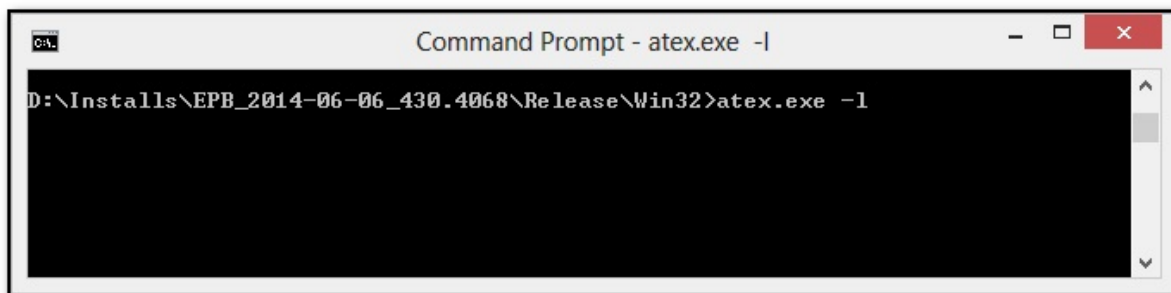 C:\.
Command Prompt - atex.exe -l
D:\Installs\EPB_2014-06-06_430.4068\Release\Win32>atex.exe -l